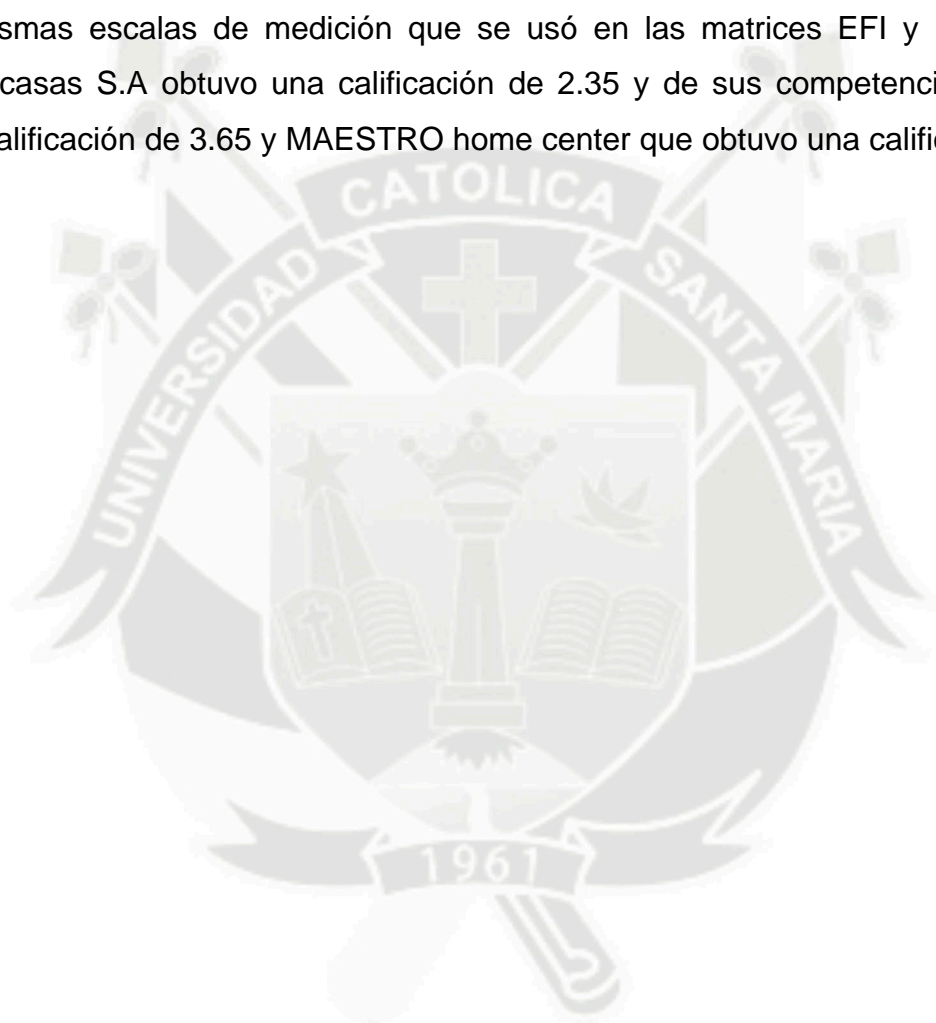 smas escalas de medición que se usó en las matrices EFI y
casas S.A obtuvo una calificación de 2.35 y de sus competenci
alificación de 3.65 y MAESTRO home center que obtuvo una califi
CATOLICA
UNIVERSIDAD
SANTA MARIA
1961